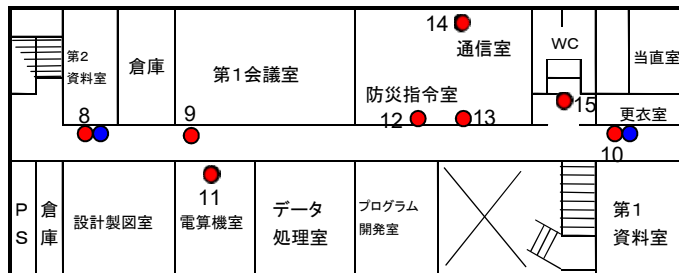 第2
資料室
倉庫
第1会議室
14
通信室
防災指令室
WC
当直室
更衣室
8
9
12
13
15
10
11
PS
倉庫
設計製図室
電算機室
データ
処理室
プログラム
開発室
第1
資料室